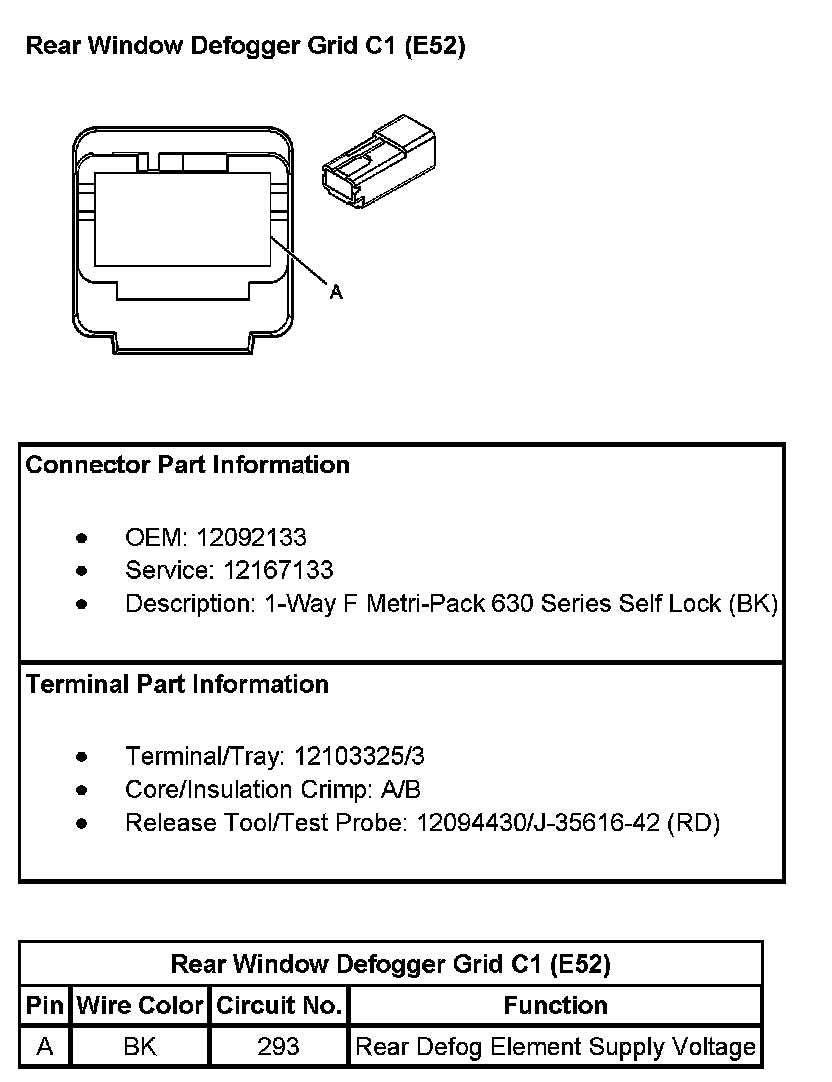 Rear Window Defogger Grid C1 (E52)
A
Connector Part Information
● OEM: 12092133
● Service: 12167133
● Description: 1-Way F Metri-Pack 630 Series Self Lock (BK)
Terminal Part Information
● Terminal/Tray: 12103325/3
● Core/Insulation Crimp: A/B
● Release Tool/Test Probe: 12094430/J-35616-42 (RD)
Rear Window Defogger Grid C1 (E52)
Pin Wire Color Circuit No. Function
A BK 293 Rear Defog Element Supply Voltage